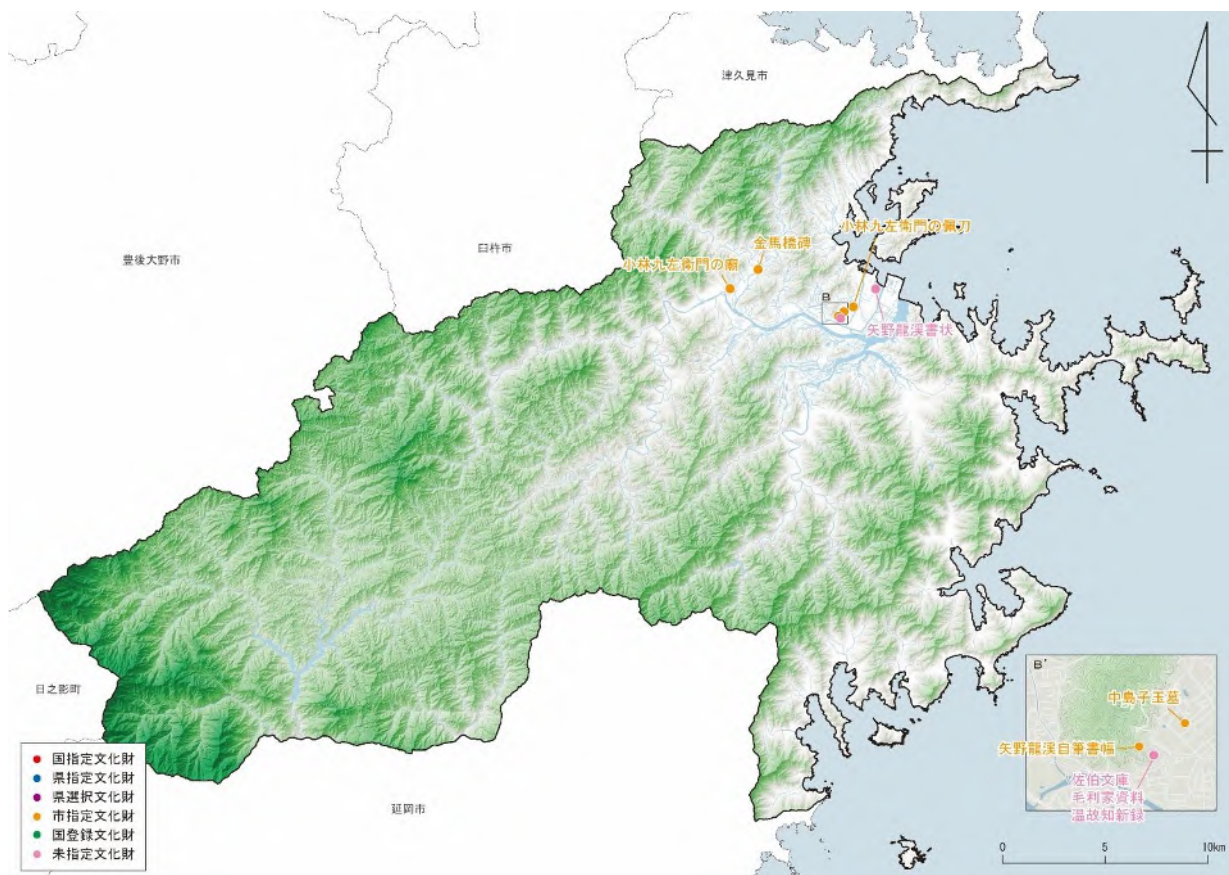 津久見市
臼杵市
豊後大野市
小林九左衛門の佩刀
金馬橋碑
小林九左衛門の廟
B'
矢野龍渓書状
日之影町
延岡市
国指定文化財
県指定文化財
県選択文化財
市指定文化財
国登録文化財
未指定文化財
B'
中島子玉墓
矢野龍渓自筆書幅
佐伯文庫
毛利家資料
温故知新録
0 5 10km